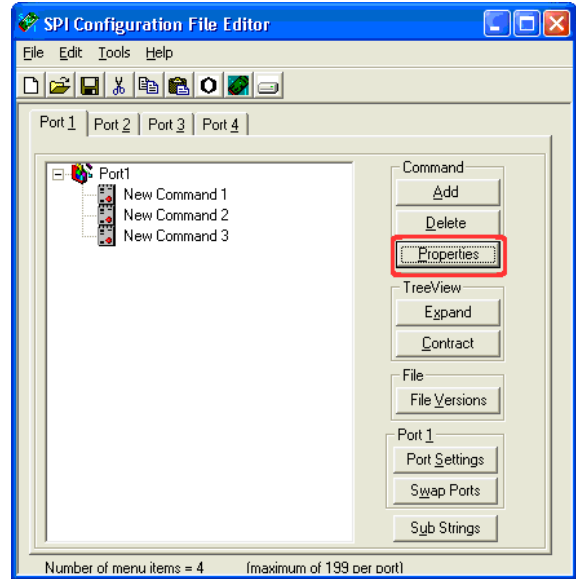 SPI Configuration File Editor
File Edit Tools Help
Port 1 Port 2 Port 3 Port 4
Port1
New Command 1
New Command 2
New Command 3
Command
Add
Delete
Properties
TreeView
Expand
Contract
File
File Versions
Port 1
Port Settings
Swap Ports
Sub Strings
Number of menu items = 4 (maximum of 199 per port)